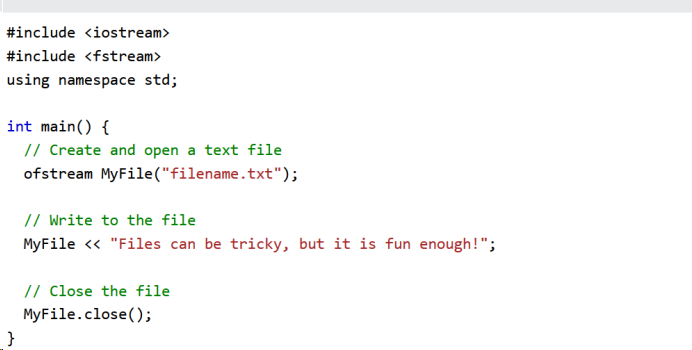 #include <iostream>
#include <fstream>
using namespace std;
int main() {
// Create and open a text file
ofstream MyFile("filename.txt");
// Write to the file
MyFile << "Files can be tricky, but it is fun enough!";
// Close the file
MyFile.close();
}